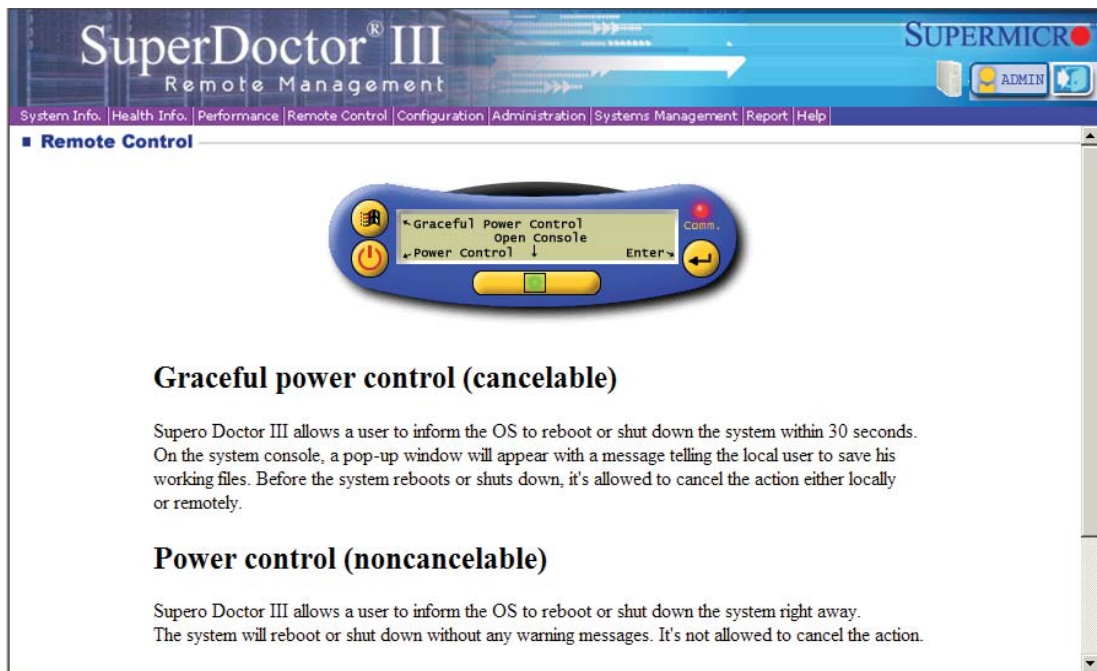 SuperDoctor® III
Remote Management
SUPERMICRO
ADMIN
System Info. Health Info. Performance Remote Control Configuration Administration Systems Management Report Help
Remote Control
Graceful Power Control
Open Console
Power Control ↓ Enter
Comm.
Graceful power control (cancelable)
Supero Doctor III allows a user to inform the OS to reboot or shut down the system within 30 seconds.
On the system console, a pop-up window will appear with a message telling the local user to save his
working files. Before the system reboots or shuts down, it's allowed to cancel the action either locally
or remotely.
Power control (noncancelable)
Supero Doctor III allows a user to inform the OS to reboot or shut down the system right away.
The system will reboot or shut down without any warning messages. It's not allowed to cancel the action.